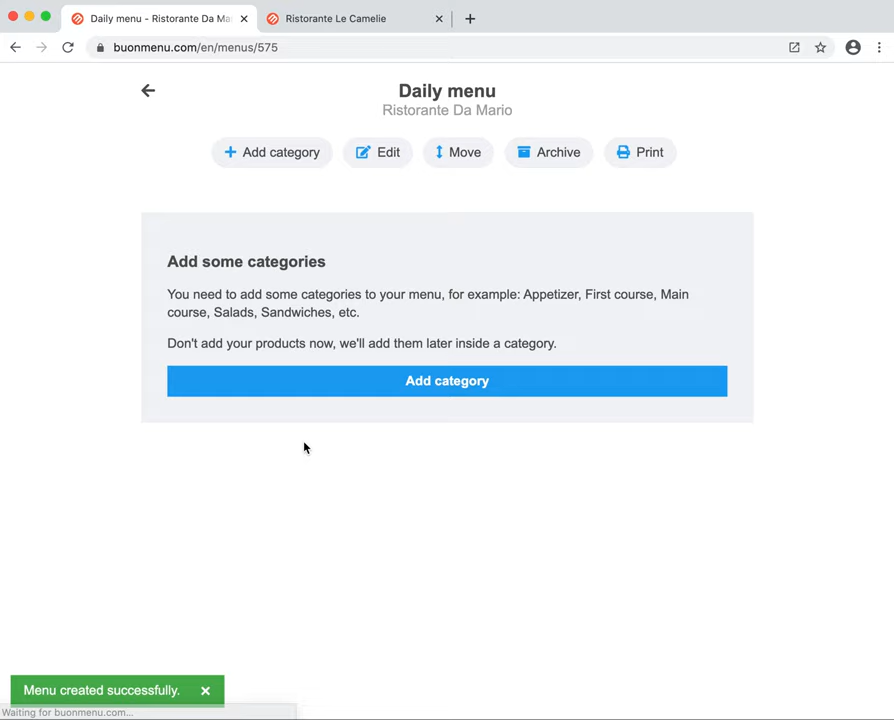 Daily menu - Ristorante Da Ma
Ristorante Le Camelie
buonmenu.com/en/menus/575
Daily menu
Ristorante Da Mario
Add category
Edit
Move
Archive
Print
Add some categories
You need to add some categories to your menu, for example: Appetizer, First course, Main
course, Salads, Sandwiches, etc.
Don't add your products now, we'll add them later inside a category.
Add category
Menu created successfully.
Waiting for buonmenu.com...